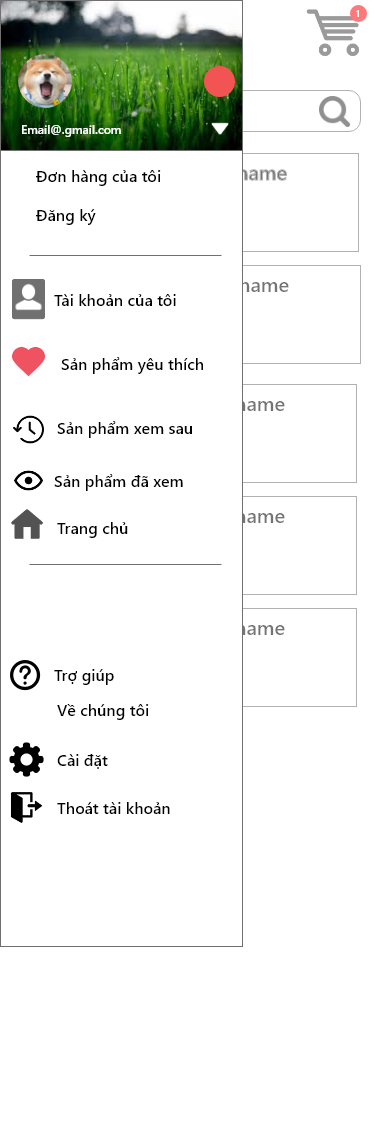 1
Email@.gmail.com
Đơn hàng của tôi
name
Đăng ký
Tài khoản của tôi
name
Sản phẩm yêu thích
name
Sản phẩm xem sau
Sản phẩm đã xem
Trang chủ
name
name
Trợ giúp
Về chúng tôi
Cài đặt
Thoát tài khoản